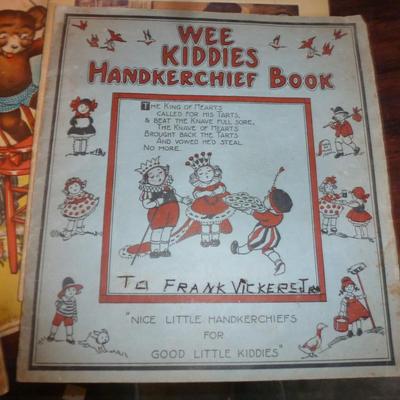 WEE
KIDDIES
HANDKERCHIEF BOOK
THE KING OF HEARTS
CALLED FOR HIS TARTS,
& BEAT THE KNAVE FULL SORE,
THE KNAVE OF HEARTS
BROUGHT BACK THE TARTS
AND VOWED HE'D STEAL
NO MORE.
TO FRANK VICKERS JR
"NICE LITTLE HANDKERCHIEFS
FOR
GOOD LITTLE KIDDIES"